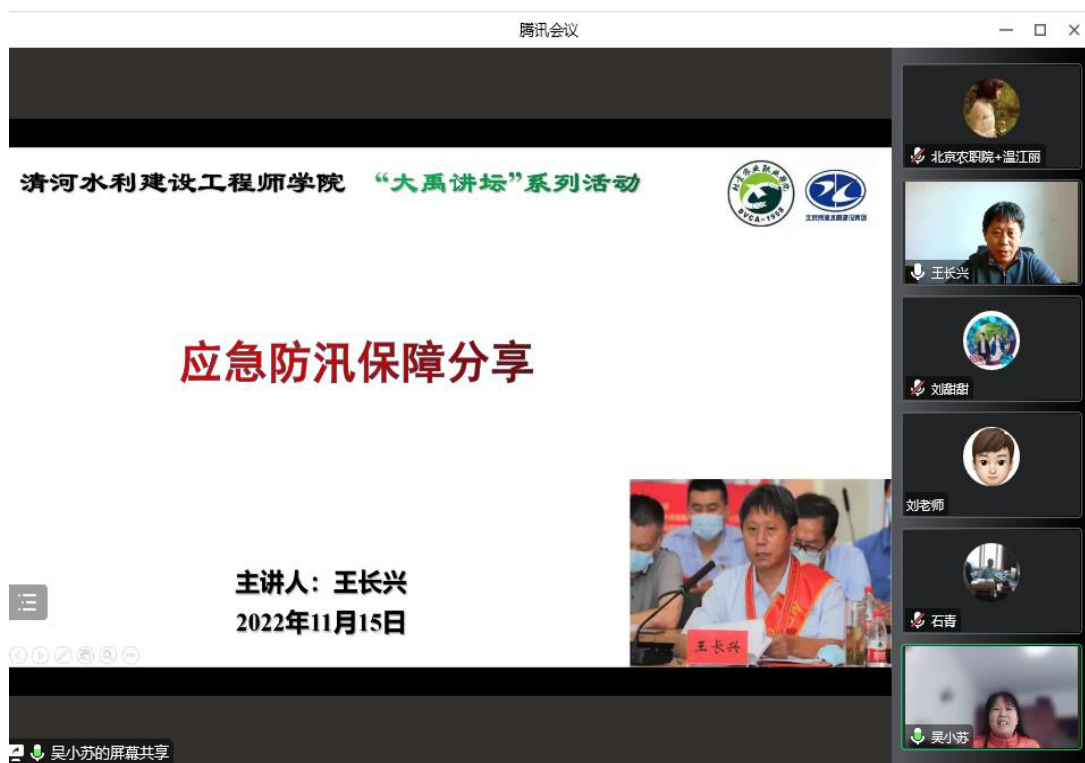 腾讯会议
清河水利建设工程师学院 “大禹讲坛”系列活动
BVCA-1958
应急防汛保障分享
主讲人：王长兴
2022年11月15日
王长兴
北京农职院+温江丽
王长兴
刘甜甜
刘老师
石青
吴小苏
吴小苏的屏幕共享